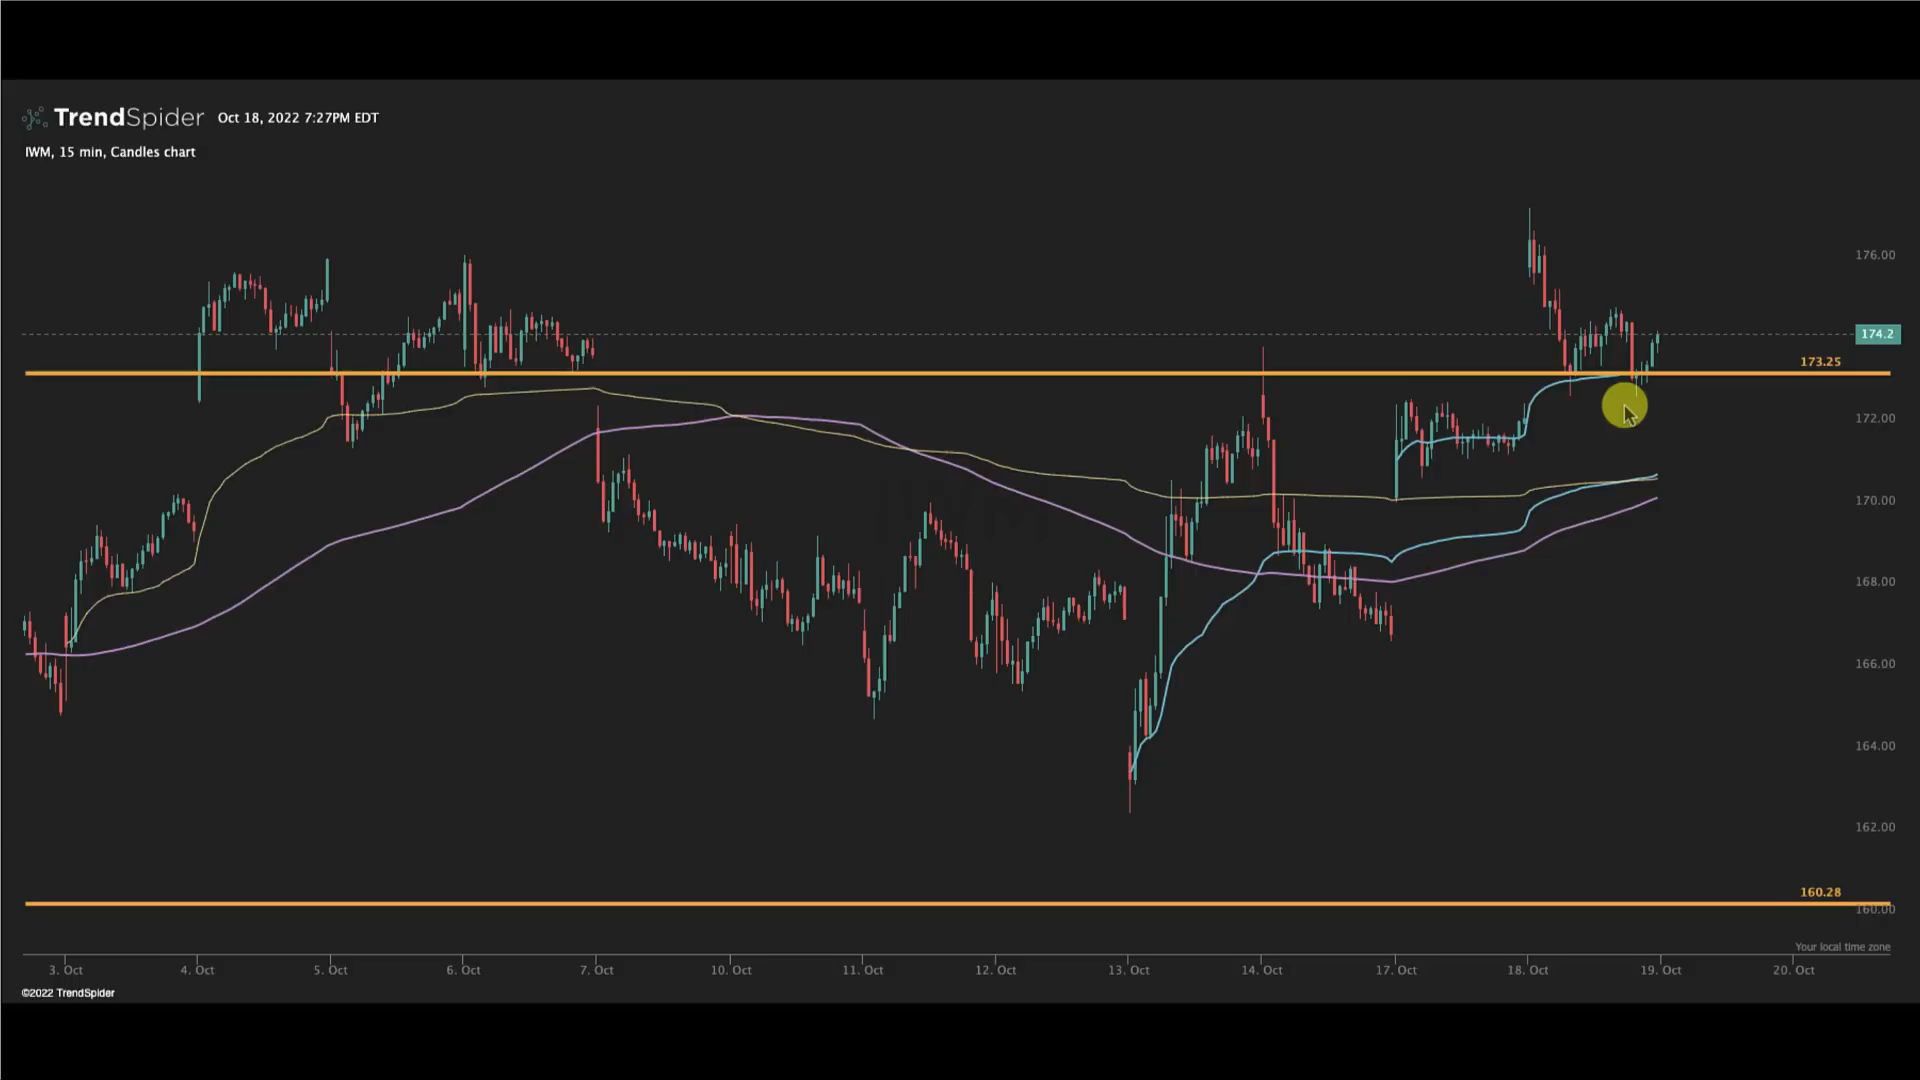 TrendSpider Oct 18, 2022 7:27PM EDT
IWM, 15 min, Candles chart
176.00
174.2
173.25
172.00
170.00
168.00
166.00
164.00
162.00
160.28
160.00
Your local time zone
3. Oct 4. Oct 5. Oct 6. Oct 7. Oct 10. Oct 11. Oct 12. Oct 13. Oct 14. Oct 17. Oct 18. Oct 19. Oct 20. Oct
©2022 TrendSpider